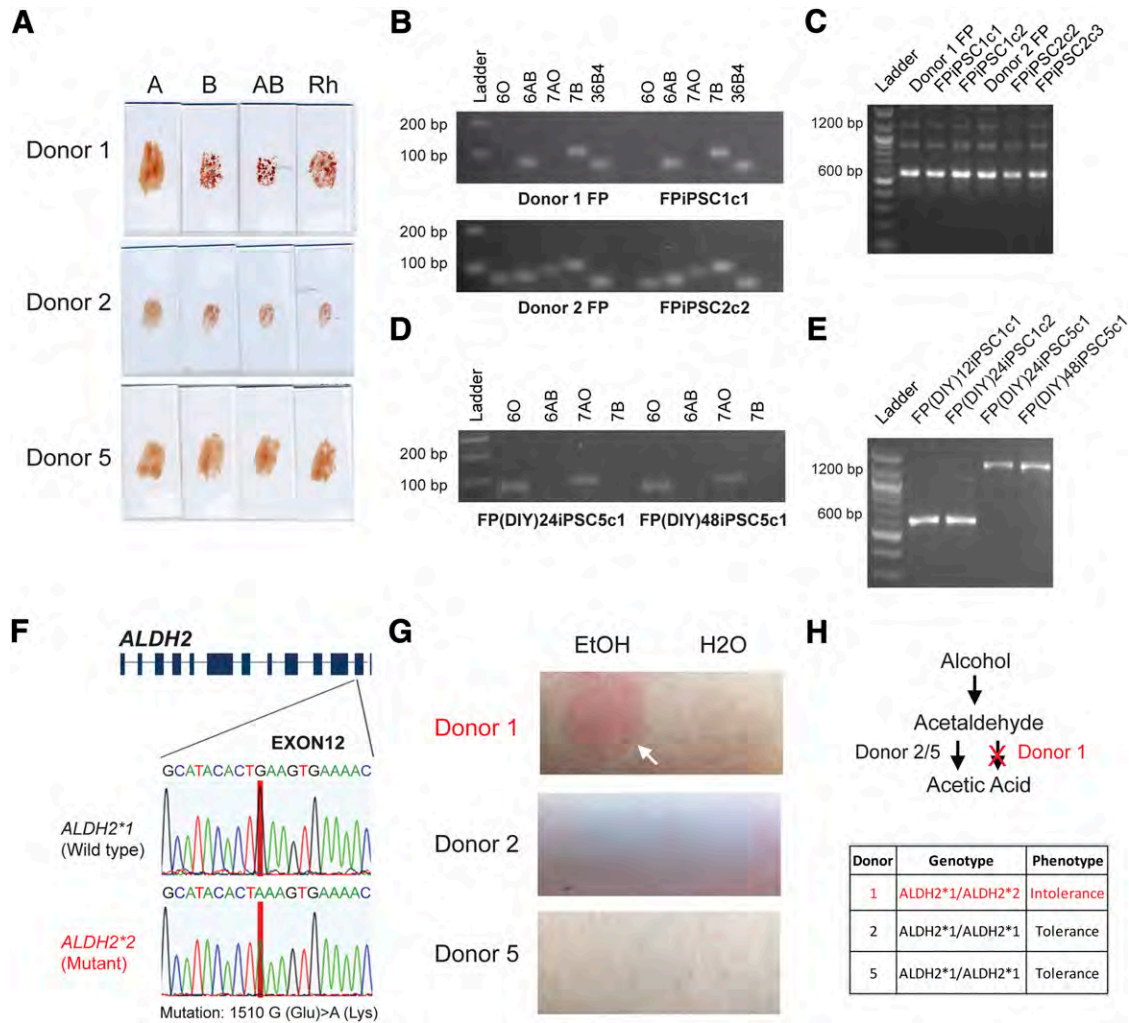 A
A B AB Rh
Donor 1
Donor 2
Donor 5
B
Ladder 6O 6AB 7AO 7B 36B4 6O 6AB 7AO 7B 36B4
200 bp
100 bp
Donor 1 FP FPiPSC1c1
200 bp
100 bp
Donor 2 FP FPiPSC2c2
C
Ladder Donor 1 FP FPiPSC1c1 FPiPSC1c2 Donor 2 FP FPiPSC2c2 FPiPSC2c3
1200 bp
600 bp
D
Ladder 6O 6AB 7AO 7B 6O 6AB 7AO 7B
200 bp
100 bp
FP(DIY)24iPSC5c1 FP(DIY)48iPSC5c1
E
Ladder FP(DIY)12iPSC1c1 FP(DIY)24iPSC1c2 FP(DIY)24iPSC5c1 FP(DIY)48iPSC5c1
1200 bp
600 bp
F
ALDH2
EXON12
GCATACACTGAAGTGAAAAC
ALDH2*1
(Wild type)
GCATACACTAAAGTGAAAAC
ALDH2*2
(Mutant)
Mutation: 1510 G (Glu)>A (Lys)
G
EtOH H2O
Donor 1
Donor 2
Donor 5
H
Alcohol
Acetaldehyde
Donor 2/5 Donor 1
Acetic Acid
Donor Genotype Phenotype
1 ALDH2*1/ALDH2*2 Intolerance
2 ALDH2*1/ALDH2*1 Tolerance
5 ALDH2*1/ALDH2*1 Tolerance